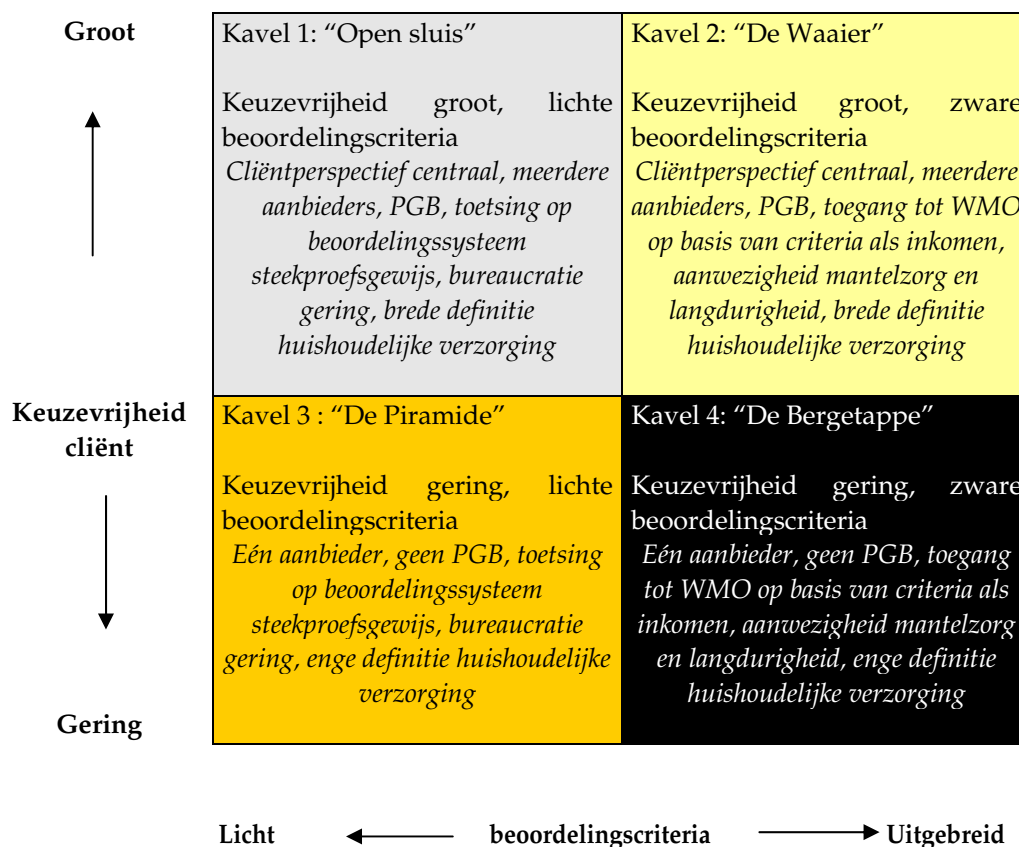 Groot
Kavel 1: “Open sluis”
Keuzevrijheid groot, lichte
beoordelingscriteria
Cliëntperspectief centraal, meerdere
aanbieders, PGB, toetsing op
beoordelingssysteem
steekproefsgewijs, bureaucratie
gering, brede definitie
huishoudelijke verzorging
Kavel 2: “De Waaier”
Keuzevrijheid groot, zware
beoordelingscriteria
Cliëntperspectief centraal, meerdere
aanbieders, PGB, toegang tot WMO
op basis van criteria als inkomen,
aanwezigheid mantelzorg en
langdurigheid, brede definitie
huishoudelijke verzorging
Keuzevrijheid
cliënt
Kavel 3 : “De Piramide”
Keuzevrijheid gering, lichte
beoordelingscriteria
Eén aanbieder, geen PGB, toetsing
op beoordelingssysteem
steekproefsgewijs, bureaucratie
gering, enge definitie huishoudelijke
verzorging
Kavel 4: “De Bergetappe”
Keuzevrijheid gering, zware
beoordelingscriteria
Eén aanbieder, geen PGB, toegang
tot WMO op basis van criteria als
inkomen, aanwezigheid mantelzorg
en langdurigheid, enge definitie
huishoudelijke verzorging
Gering
Licht beoordelingscriteria Uitgebreid